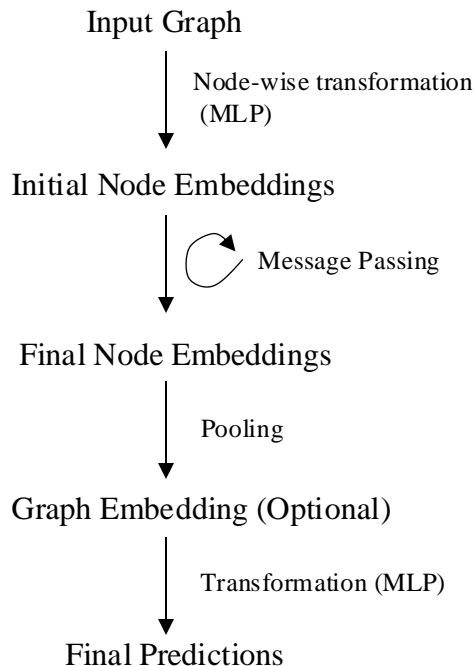 Input Graph
Node-wise transformation
(MLP)
Initial Node Embeddings
Message Passing
Final Node Embeddings
Pooling
Graph Embedding (Optional)
Transformation (MLP)
Final Predictions